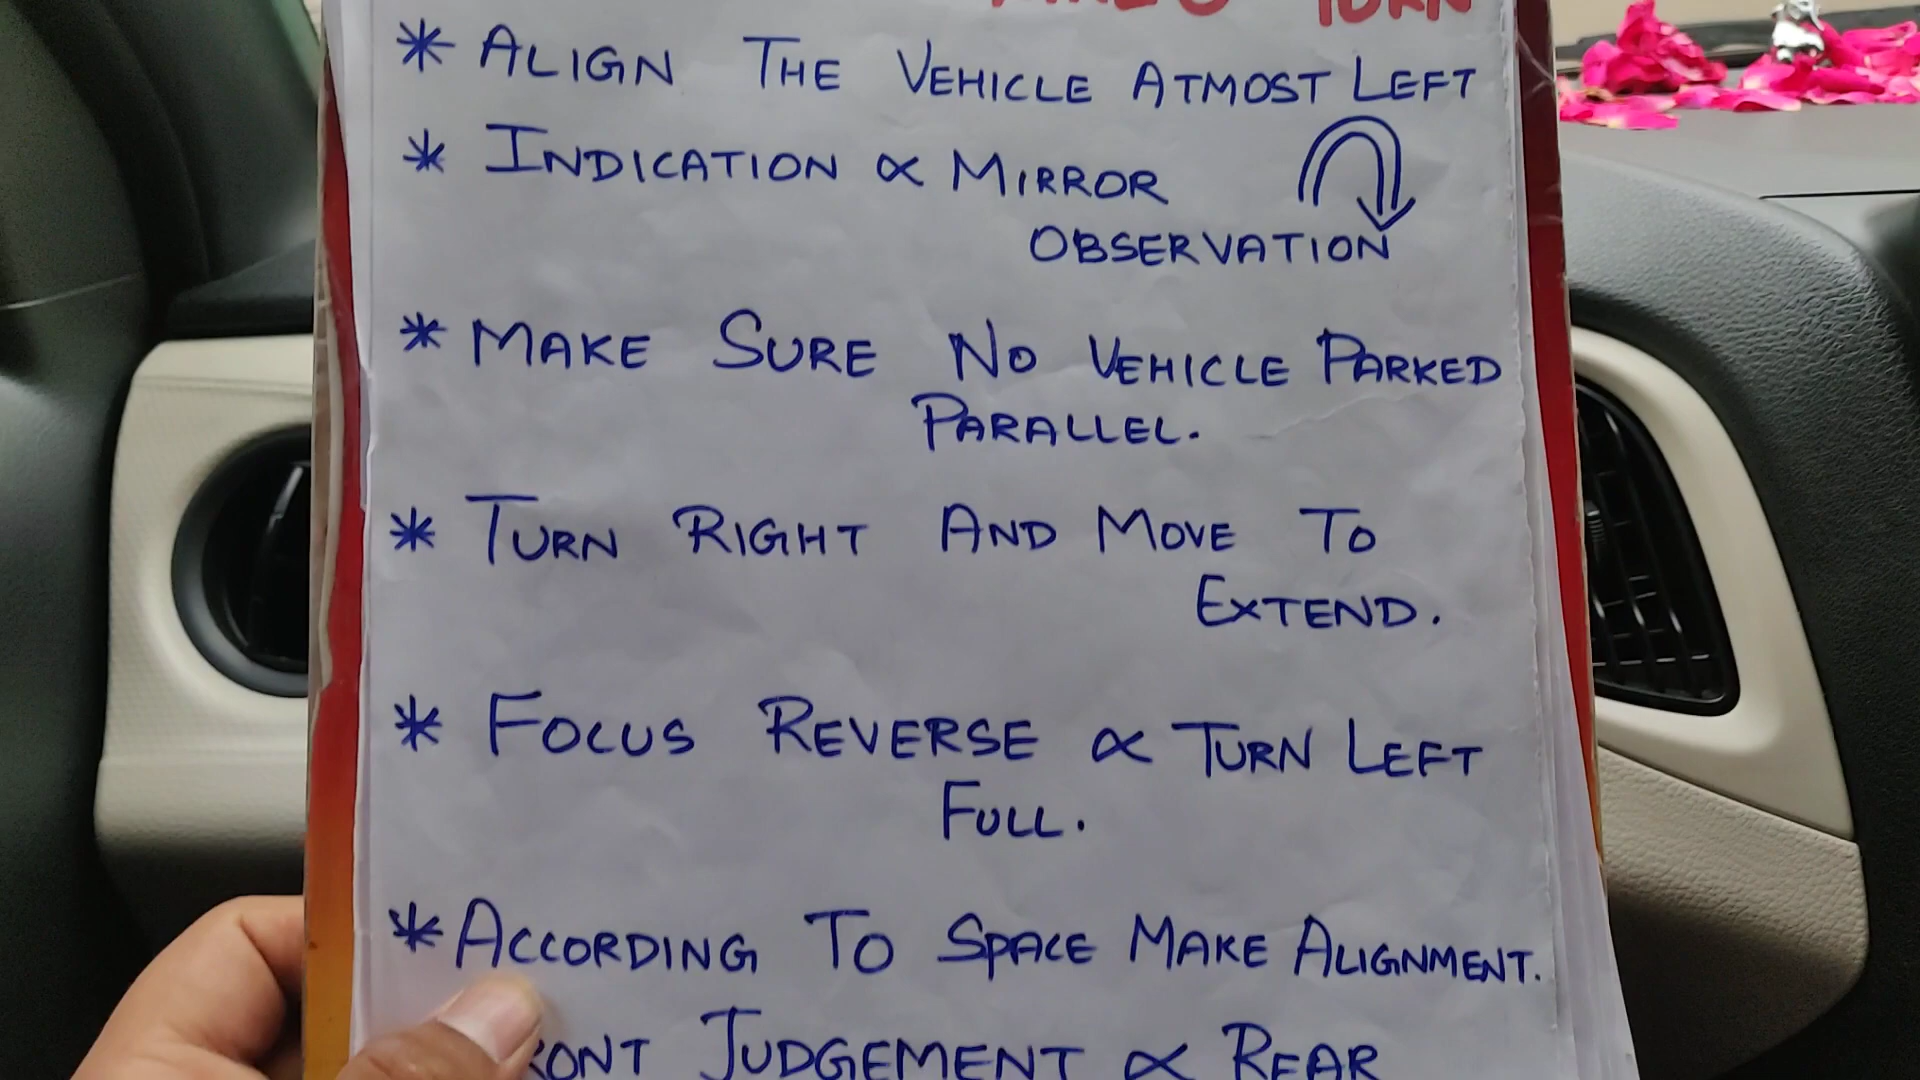 TURN
* ALIGN THE VEHICLE ATMOST LEFT
* INDICATION & MIRROR
OBSERVATION
* MAKE SURE NO VEHICLE PARKED
PARALLEL.
* TURN RIGHT AND MOVE TO
EXTEND.
* FOCUS REVERSE & TURN LEFT
FULL.
* ACCORDING TO SPACE MAKE ALIGNMENT.
JUDGEMENT & REAR